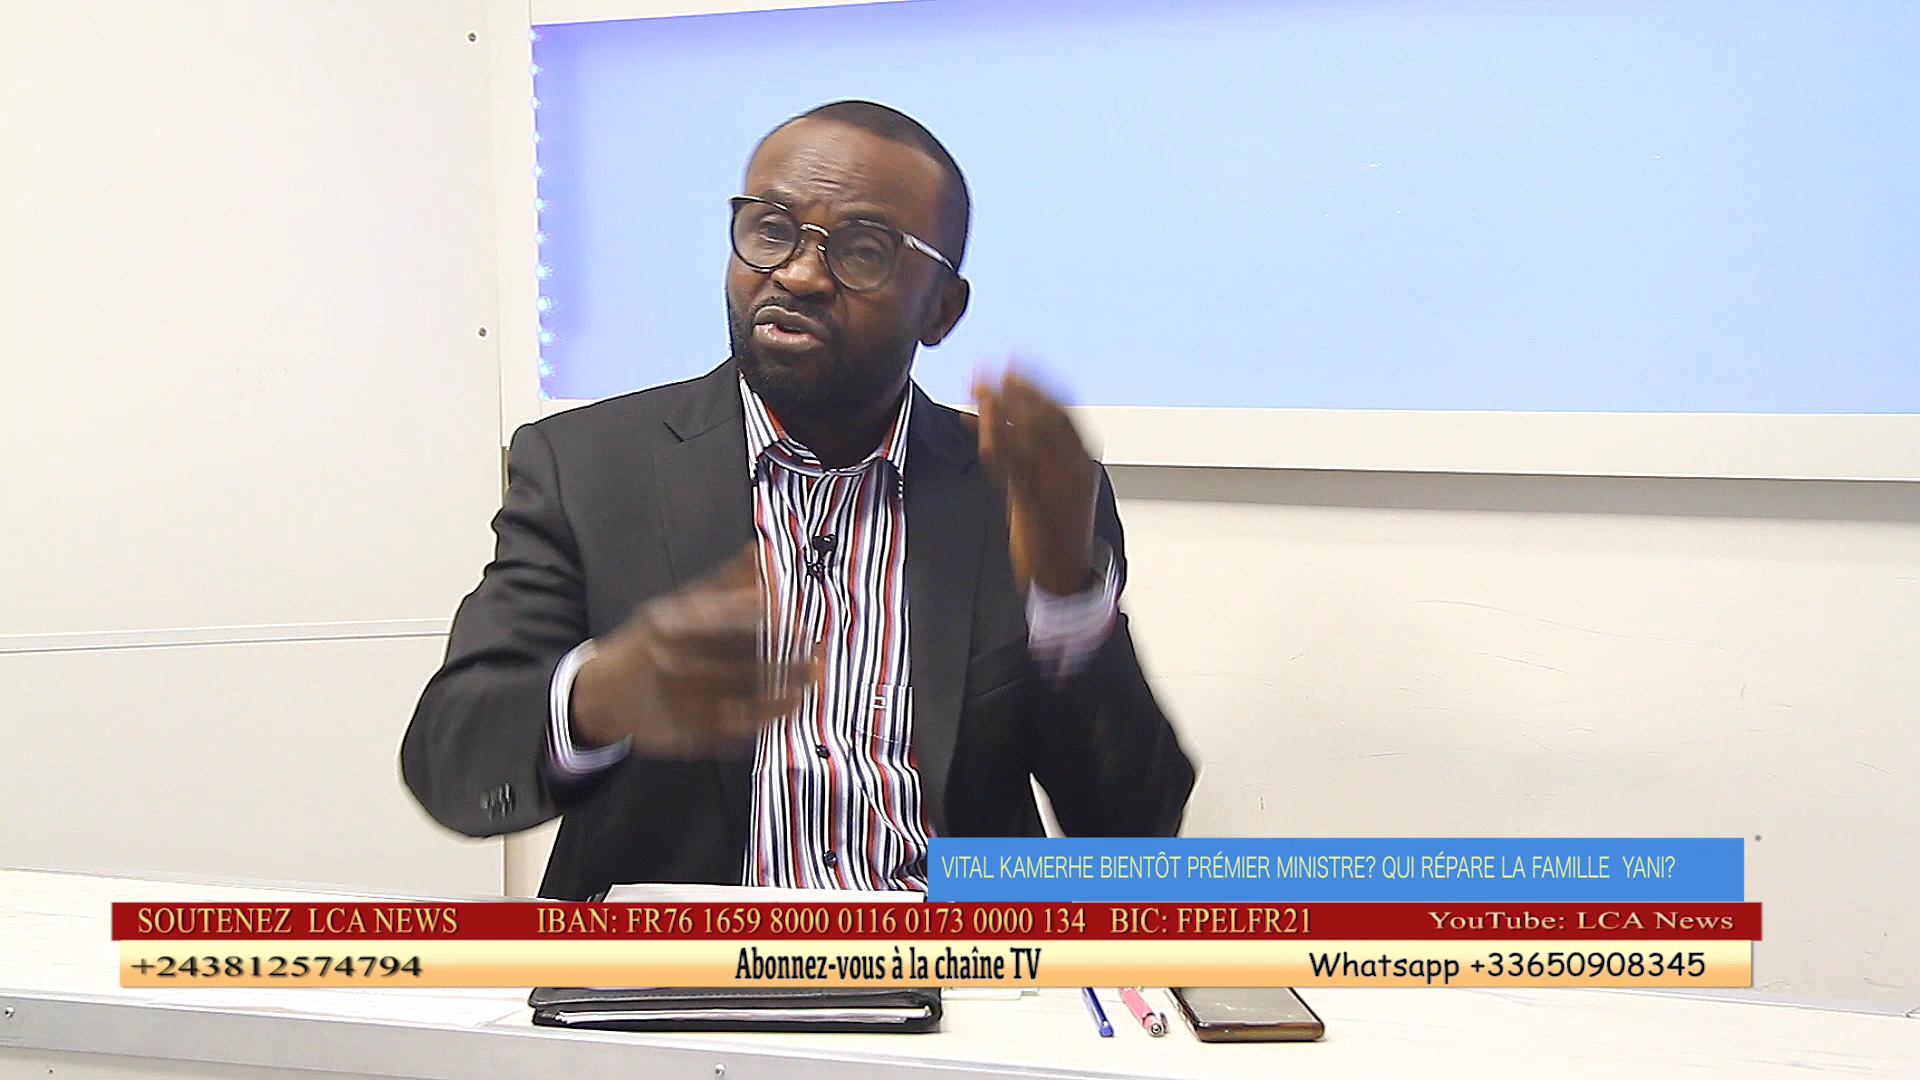 VITAL KAMERHE BIENTÔT PRÉMIER MINISTRE? QUI RÉPARE LA FAMILLE YANI?
SOUTENEZ LCA NEWS IBAN: FR76 1659 8000 0116 0173 0000 134 BIC: FPELFR21 YouTube: LCA News
+243812574794 Abonnez-vous à la chaîne TV Whatsapp +33650908345